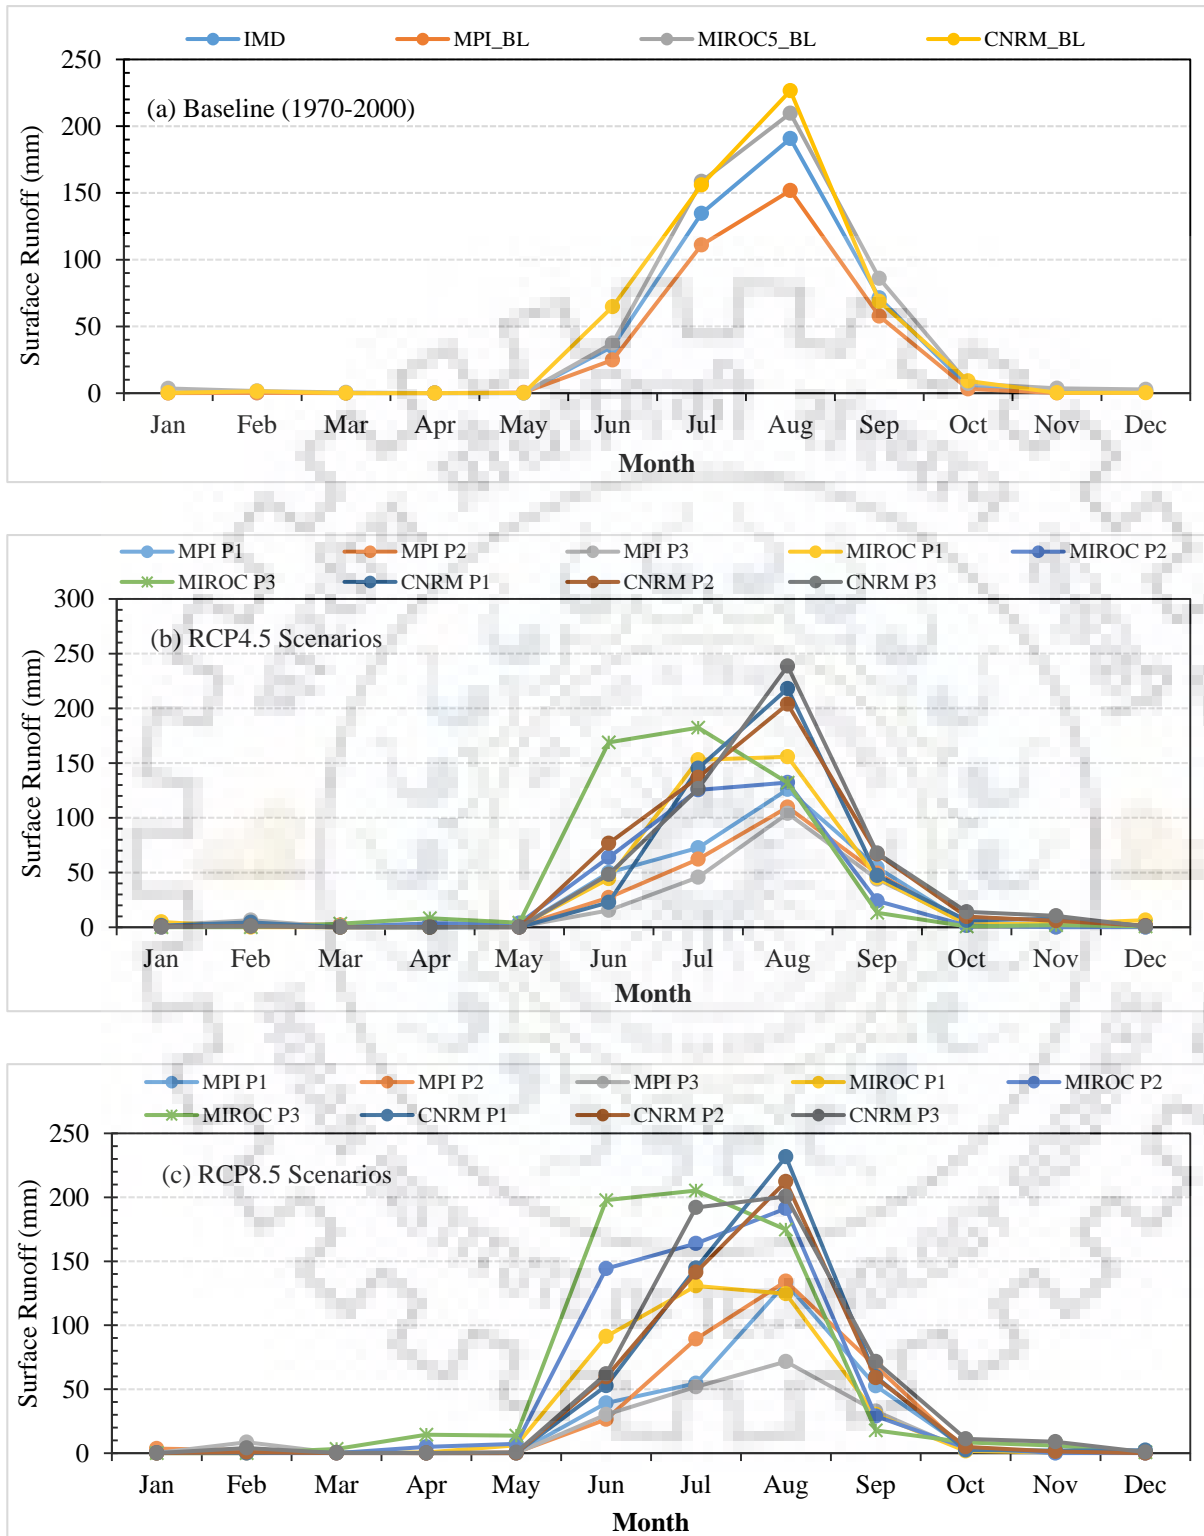 IMD MPI_BL MIROC5_BL CNRM_BL
250
(a) Baseline (1970-2000)
200
150
100
50
0
Suraface Runoff (mm)
Jan Feb Mar Apr May Jun Jul Aug Sep Oct Nov Dec
Month
MPI P1 MPI P2 MPI P3 MIROC P1 MIROC P2
MIROC P3 CNRM P1 CNRM P2 CNRM P3
300
(b) RCP4.5 Scenarios
250
200
150
100
50
0
Surface Runoff (mm)
Jan Feb Mar Apr May Jun Jul Aug Sep Oct Nov Dec
Month
MPI P1 MPI P2 MPI P3 MIROC P1 MIROC P2
MIROC P3 CNRM P1 CNRM P2 CNRM P3
250
(c) RCP8.5 Scenarios
200
150
100
50
0
Surface Runoff (mm)
Jan Feb Mar Apr May Jun Jul Aug Sep Oct Nov Dec
Month